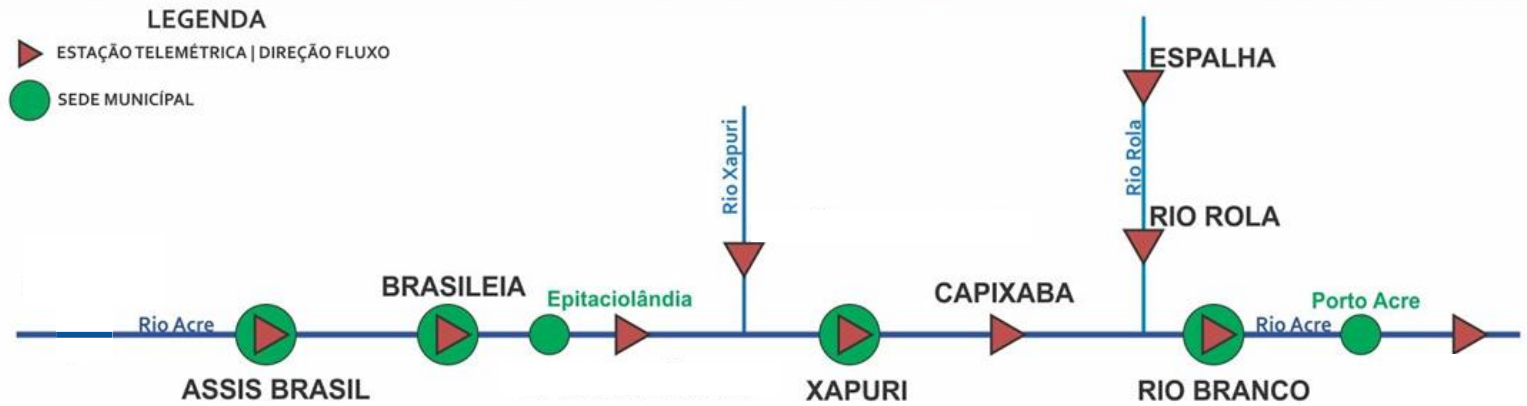 LEGENDA
ESTAÇÃO TELEMÉTRICA | DIREÇÃO FLUXO
SEDE MUNICÍPAL
ESPALHA
Rio Xapuri
Rio Rola
RIO ROLA
BRASILEIA
Epitaciolândia
CAPIXABA
Porto Acre
Rio Acre
Rio Acre
ASSIS BRASIL
XAPURI
RIO BRANCO